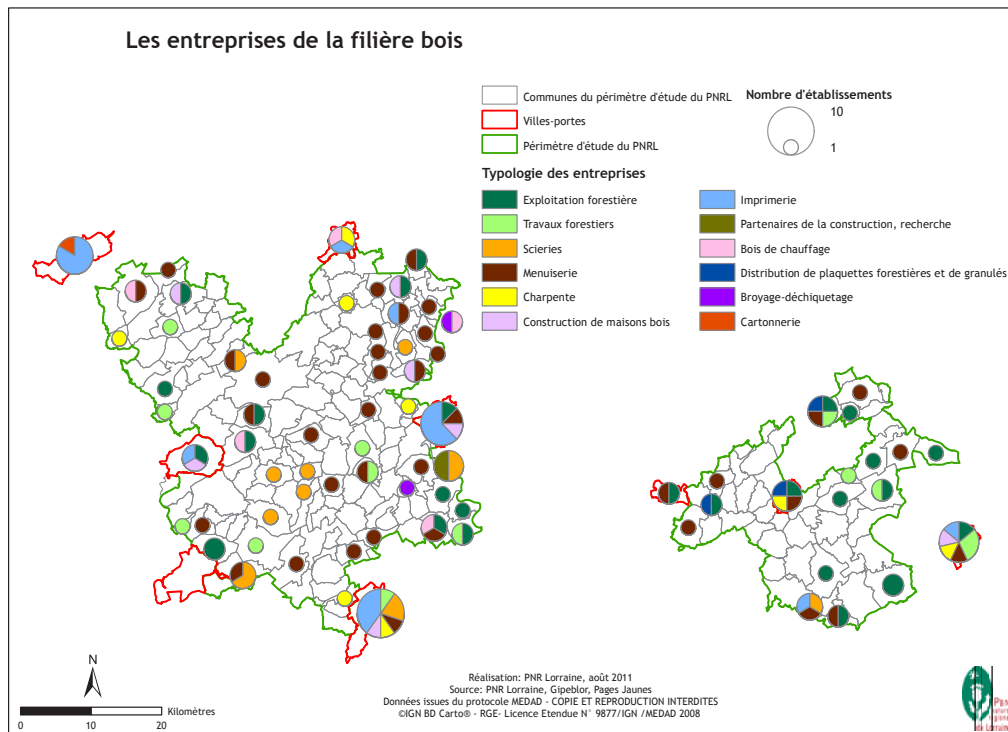 Les entreprises de la filière bois
Communes du périmètre d'étude du PNRL
Villes-portes
Périmètre d'étude du PNRL
Nombre d'établissements
10
1
Typologie des entreprises
Exploitation forestière
Travaux forestiers
Scieries
Menuiserie
Charpente
Construction de maisons bois
Imprimerie
Partenaires de la construction, recherche
Bois de chauffage
Distribution de plaquettes forestières et de granulés
Broyage-déchiquetage
Cartonnerie
N
Kilomètres
0 10 20
Réalisation: PNR Lorraine, août 2011
Source: PNR Lorraine, Gipeblor, Pages Jaunes
Données issues du protocole MEDAD - COPIE ET REPRODUCTION INTERDITES
©IGN BD Carto® - RGE- Licence Etendue N° 9877/IGN /MEDAD 2008
de Lorraine